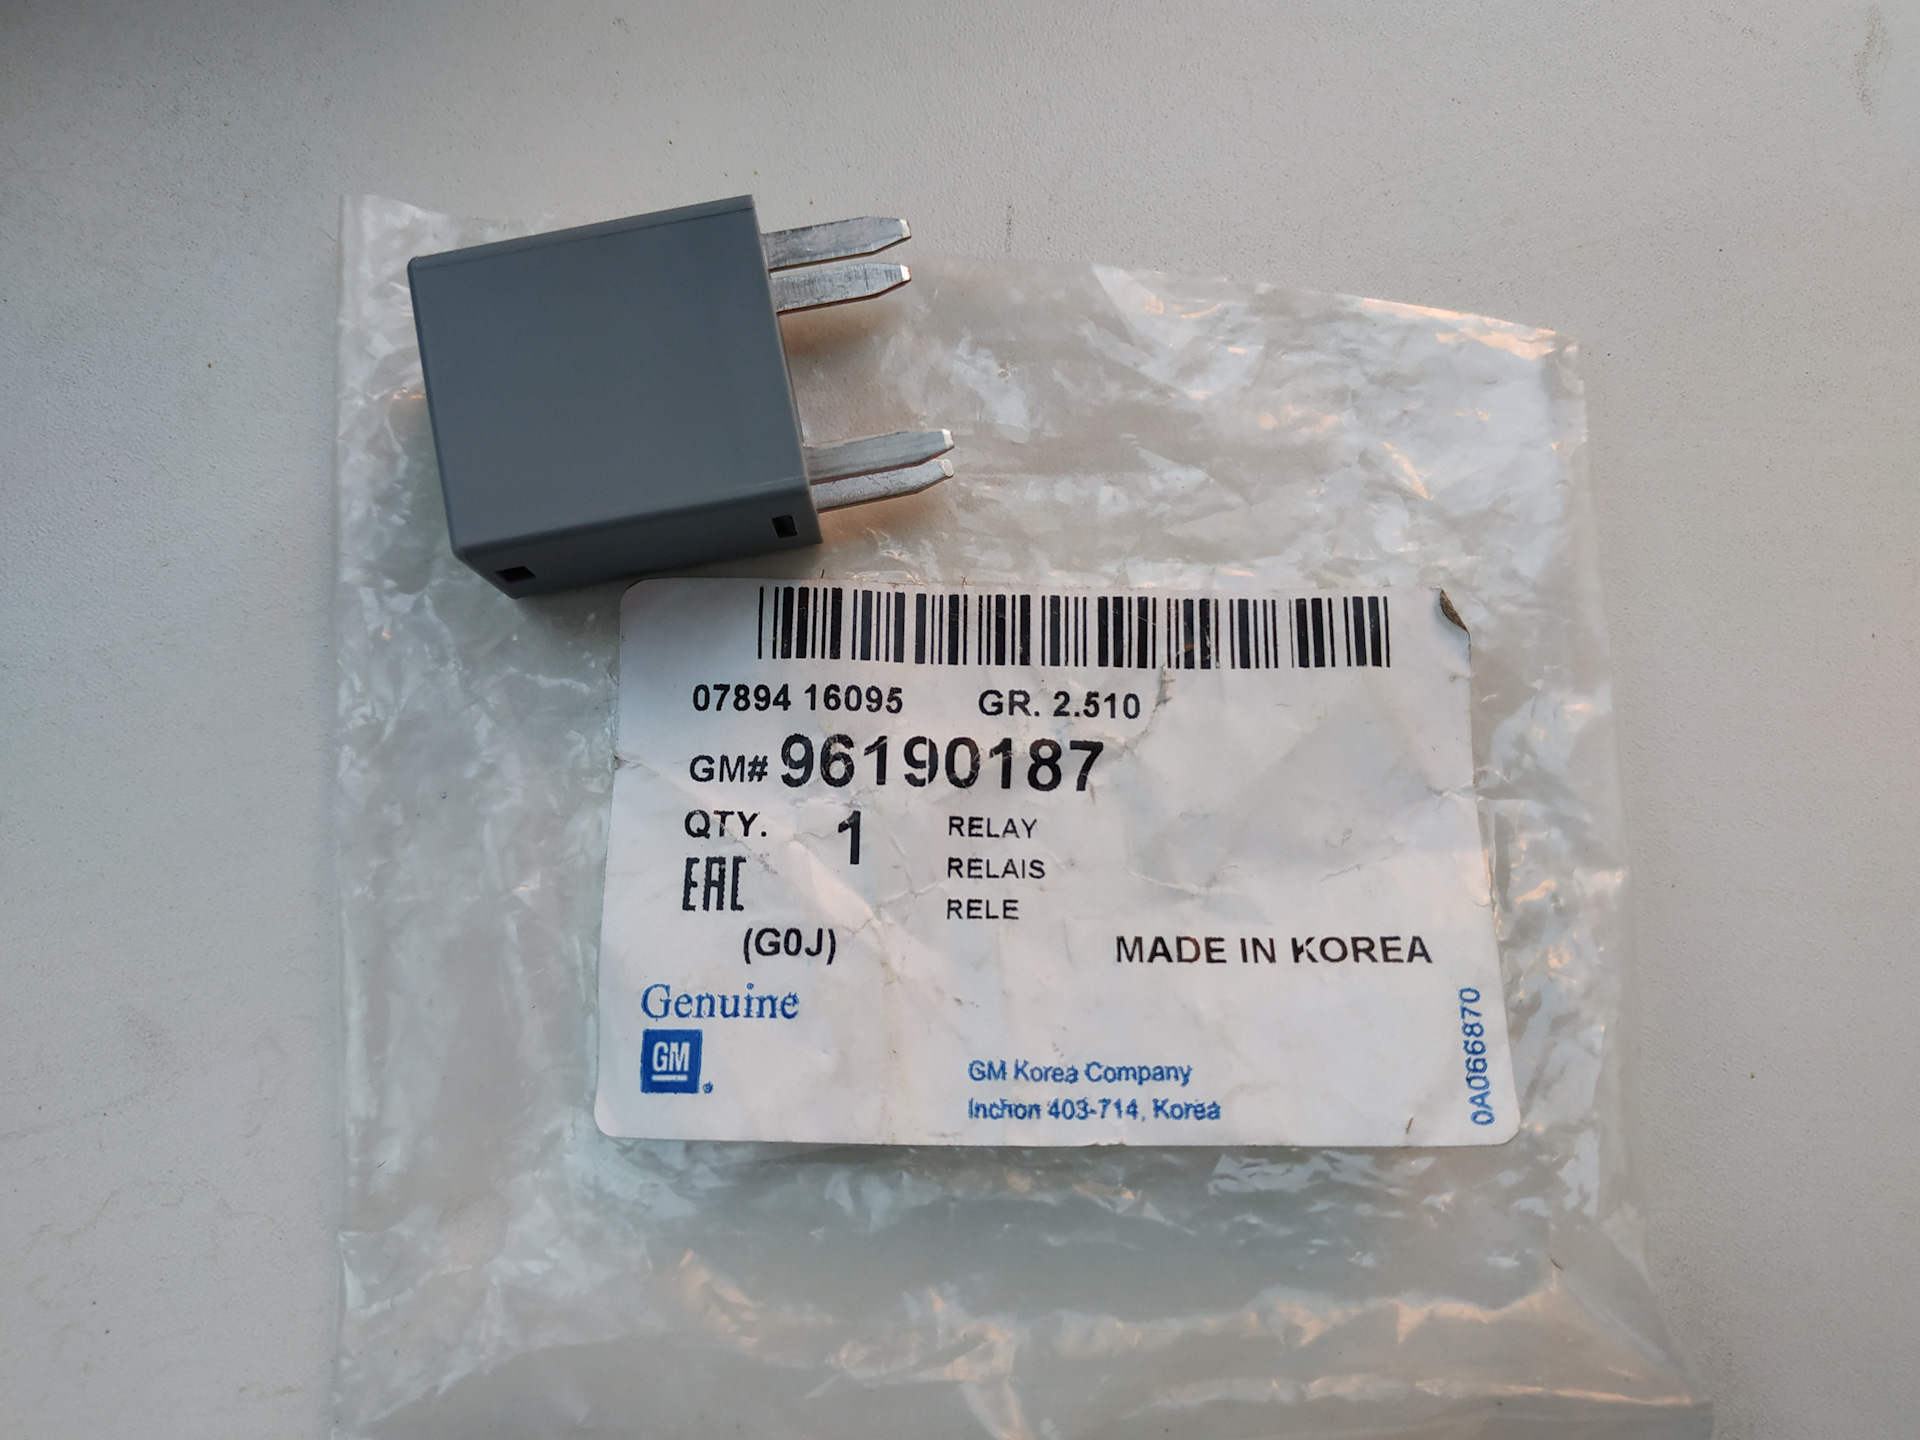 07894 16095 GR. 2.510
GM# 96190187
QTY. 1 RELAY
RELAIS
EAC
RELE
(G0J)
MADE IN KOREA
Genuine
GM
GM Korea Company
Inchon 403-714, Korea
0A066870